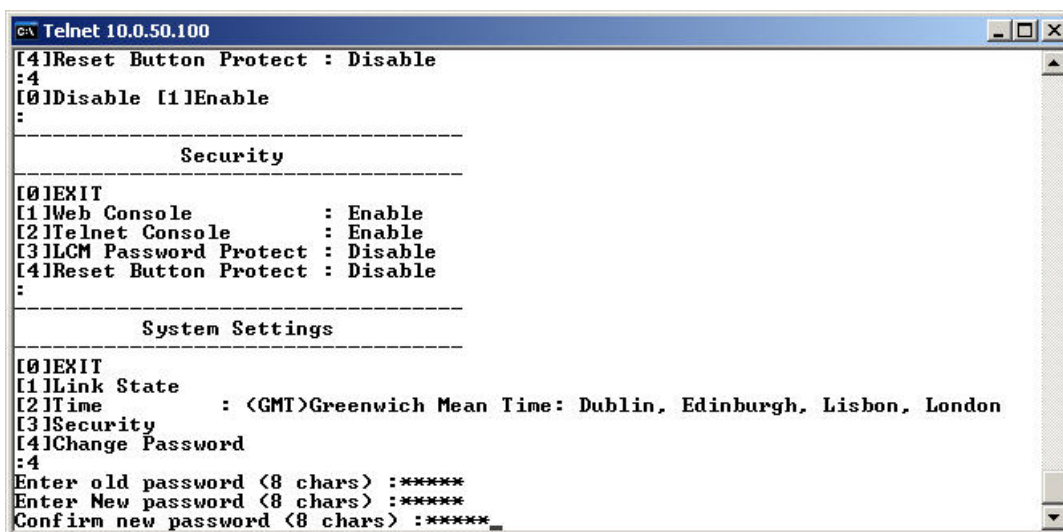 Telnet 10.0.50.100
[4]Reset Button Protect : Disable
:4
[0]Disable [1]Enable
:
-----------------------------------
Security
-----------------------------------
[0]EXIT
[1]Web Console : Enable
[2]Telnet Console : Enable
[3]LCM Password Protect : Disable
[4]Reset Button Protect : Disable
:
-----------------------------------
System Settings
-----------------------------------
[0]EXIT
[1]Link State
[2]Time : (GMT)Greenwich Mean Time: Dublin, Edinburgh, Lisbon, London
[3]Security
[4]Change Password
:4
Enter old password (8 chars) :*****
Enter New password (8 chars) :*****
Confirm new password (8 chars) :*****_